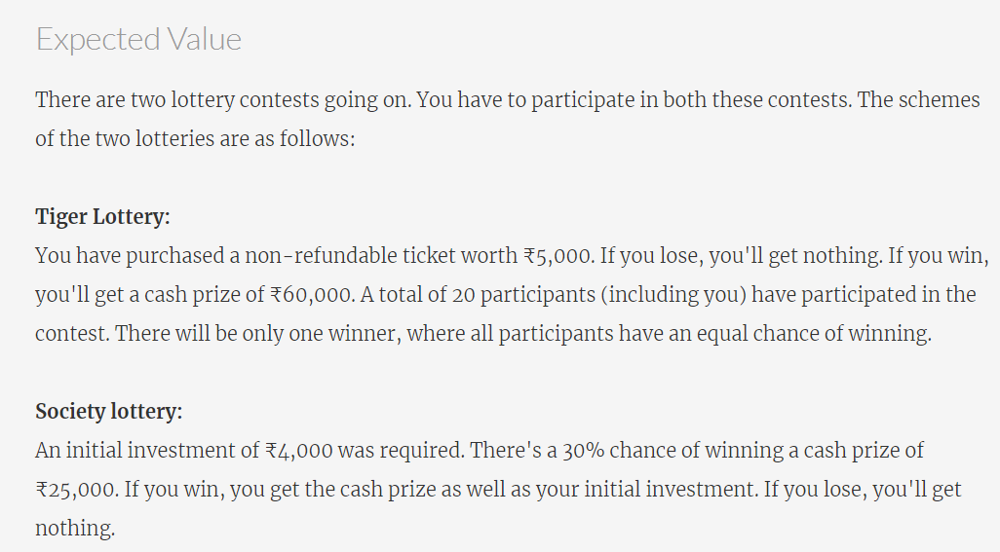 Expected Value
There are two lottery contests going on. You have to participate in both these contests. The schemes
of the two lotteries are as follows:
Tiger Lottery:
You have purchased a non-refundable ticket worth ₹5,000. If you lose, you'll get nothing. If you win,
you'll get a cash prize of ₹60,000. A total of 20 participants (including you) have participated in the
contest. There will be only one winner, where all participants have an equal chance of winning.
Society lottery:
An initial investment of ₹4,000 was required. There's a 30% chance of winning a cash prize of
₹25,000. If you win, you get the cash prize as well as your initial investment. If you lose, you'll get
nothing.